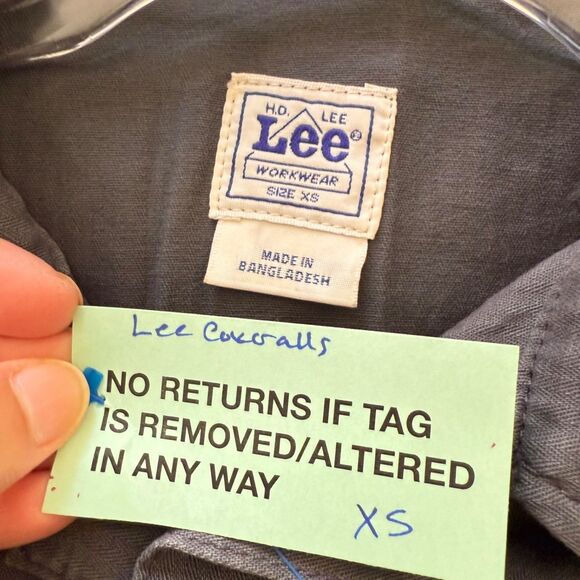 H.D. LEE
Lee®
WORKWEAR
SIZE XS
MADE IN
BANGLADESH
Lee Coveralls
NO RETURNS IF TAG
IS REMOVED/ALTERED
IN ANY WAY
XS